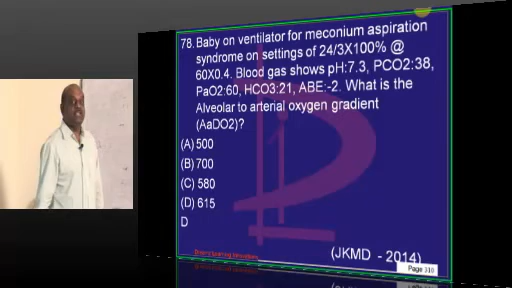 78. Baby on ventilator for meconium aspiration
syndrome on settings of 24/3X100% @
60X0.4. Blood gas shows pH:7.3, PCO2:38,
PaO2:60, HCO3:21, ABE:-2. What is the
Alveolar to arterial oxygen gradient
(AaDO2)?
(A) 500
(B) 700
(C) 580
(D) 615
D
(JKMD - 2014)
Page 310